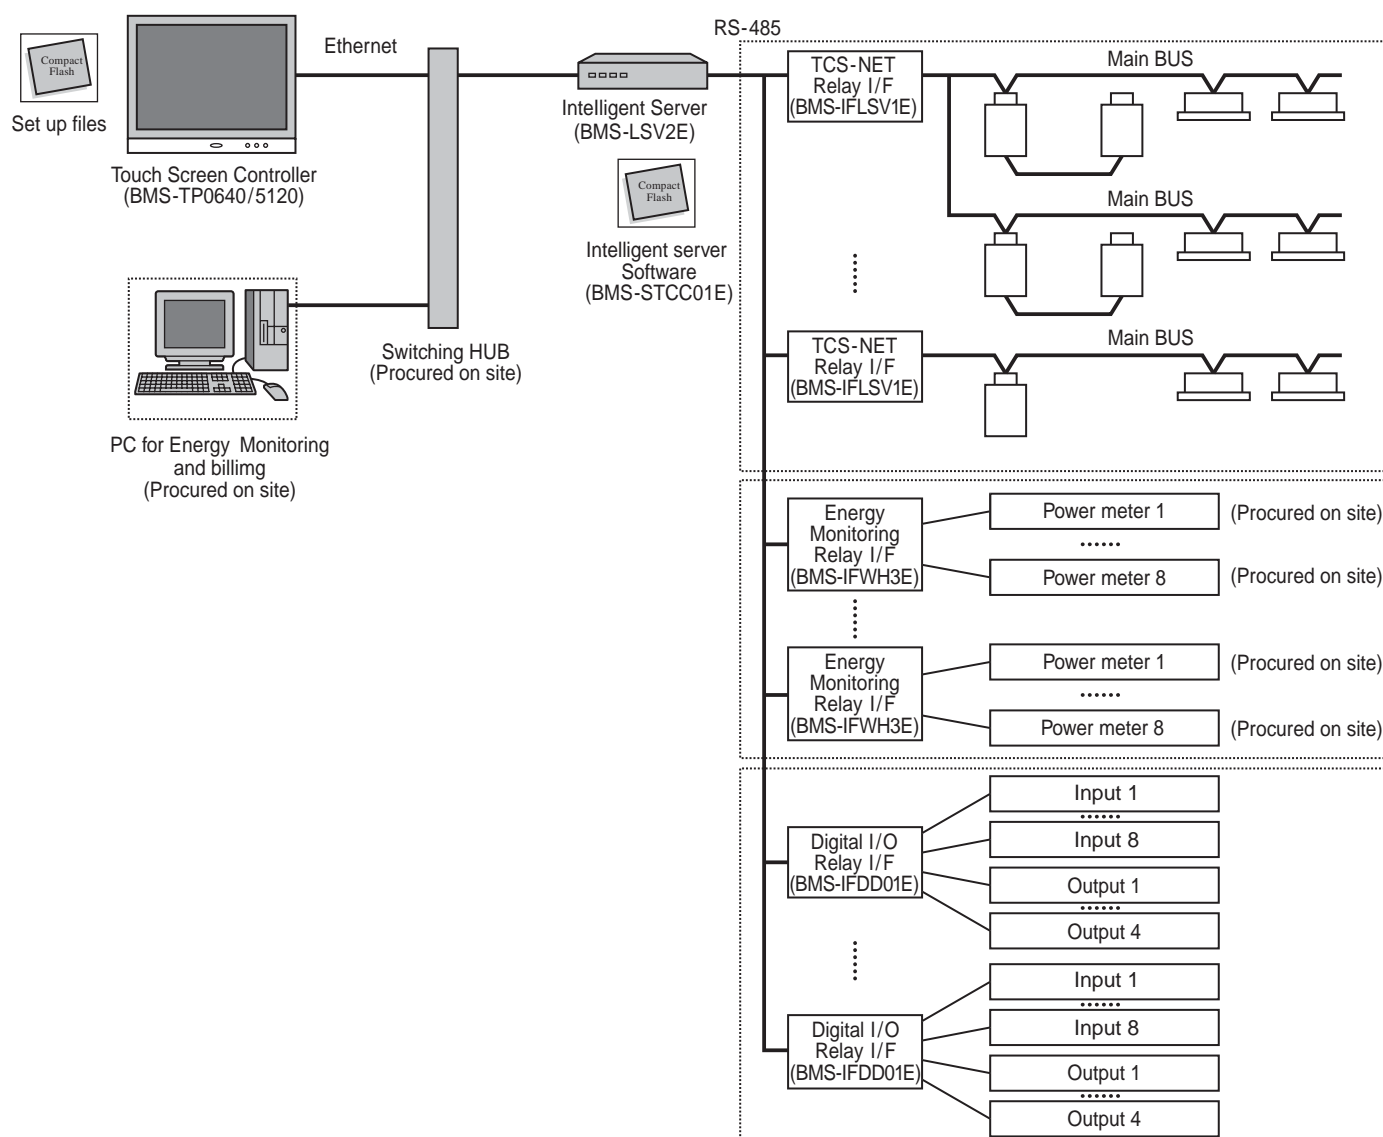 RS-485
Compact
Flash
Set up files
Ethernet
Touch Screen Controller
(BMS-TP0640/5120)
Intelligent Server
(BMS-LSV2E)
Compact
Flash
Intelligent server
Software
(BMS-STCC01E)
Switching HUB
(Procured on site)
PC for Energy Monitoring
and billimg
(Procured on site)
TCS-NET
Relay I/F
(BMS-IFLSV1E)
Main BUS
Main BUS
TCS-NET
Relay I/F
(BMS-IFLSV1E)
Main BUS
Energy
Monitoring
Relay I/F
(BMS-IFWH3E)
Power meter 1
(Procured on site)
......
Power meter 8
(Procured on site)
Energy
Monitoring
Relay I/F
(BMS-IFWH3E)
Power meter 1
(Procured on site)
......
Power meter 8
(Procured on site)
Digital I/O
Relay I/F
(BMS-IFDD01E)
Input 1
......
Input 8
Output 1
......
Output 4
Digital I/O
Relay I/F
(BMS-IFDD01E)
Input 1
......
Input 8
Output 1
......
Output 4